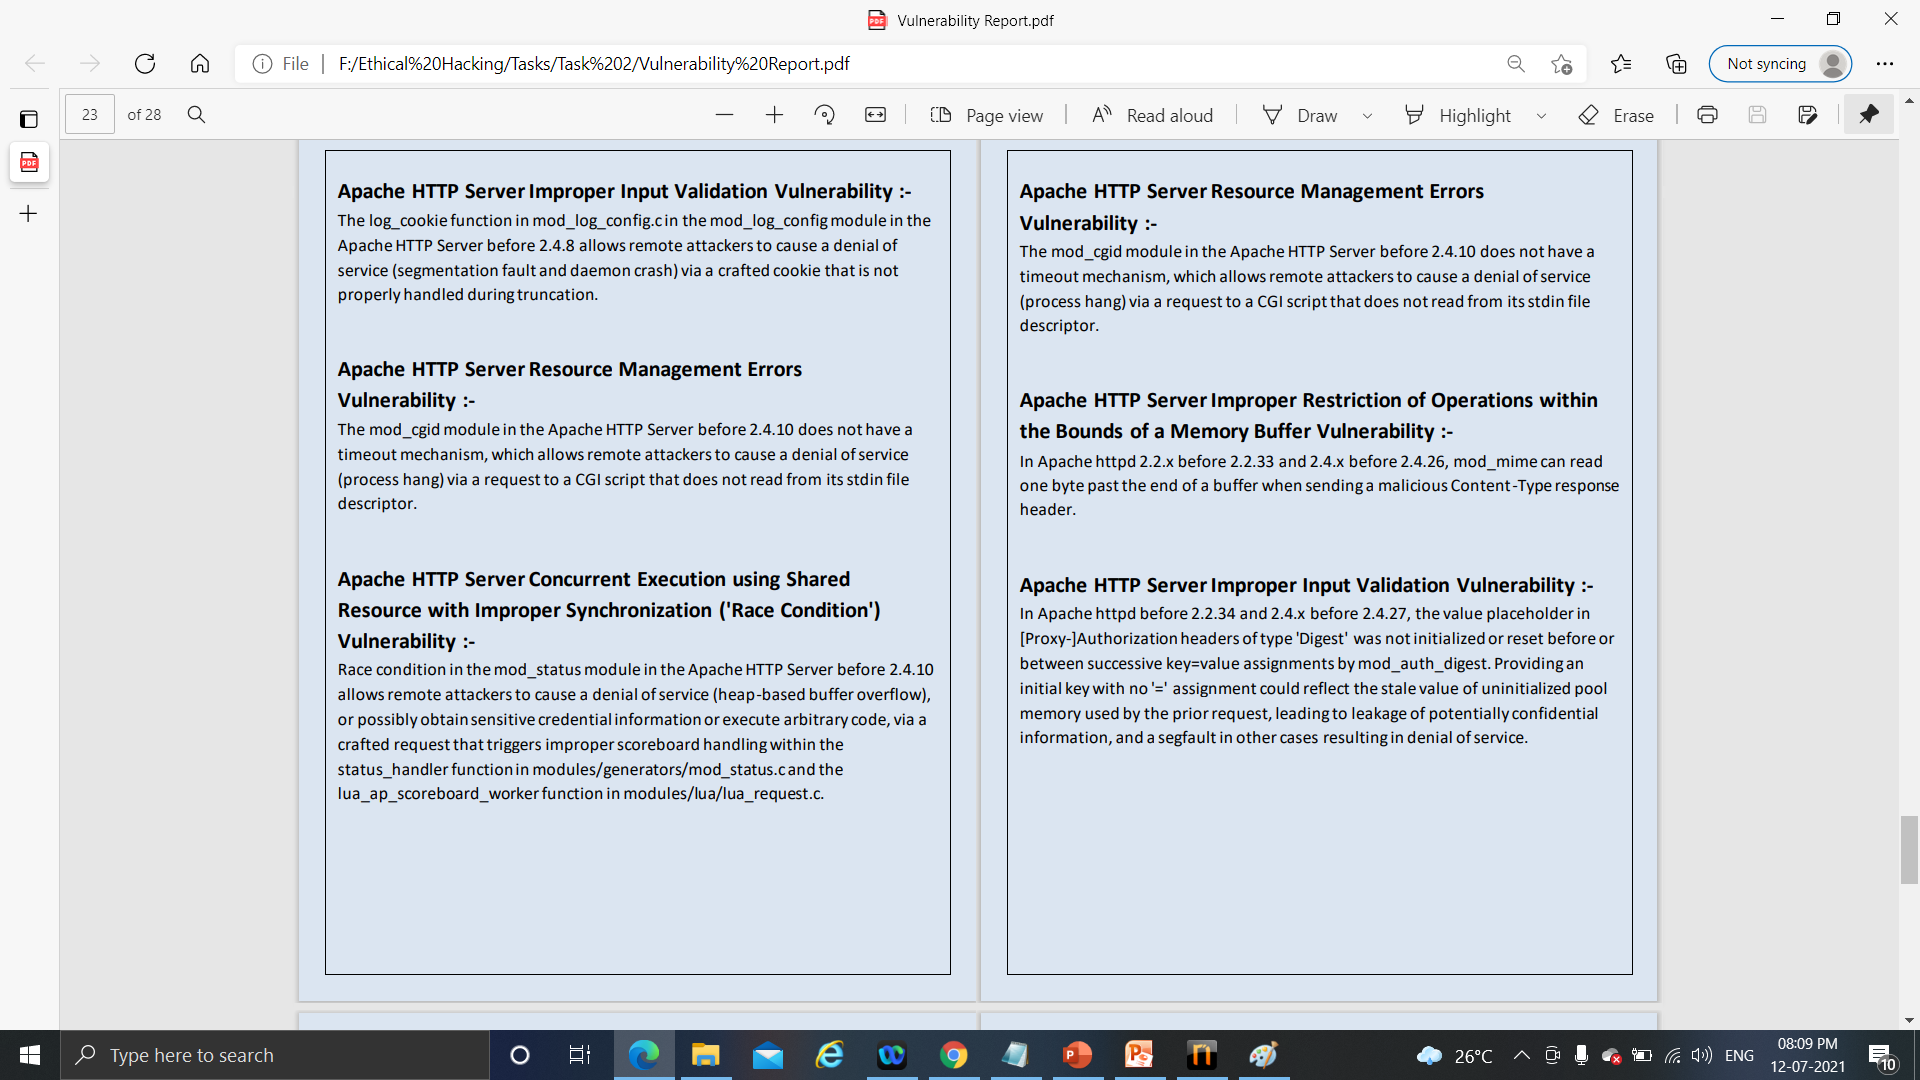 Vulnerability Report.pdf
File
F:/Ethical%20Hacking/Tasks/Task%202/Vulnerability%20Report.pdf
Not syncing
23 of 28
Page view
Read aloud
Draw
Highlight
Erase
Apache HTTP Server Improper Input Validation Vulnerability :-
The log_cookie function in mod_log_config.c in the mod_log_config module in the
Apache HTTP Server before 2.4.8 allows remote attackers to cause a denial of
service (segmentation fault and daemon crash) via a crafted cookie that is not
properly handled during truncation.
Apache HTTP Server Resource Management Errors
Vulnerability :-
The mod_cgid module in the Apache HTTP Server before 2.4.10 does not have a
timeout mechanism, which allows remote attackers to cause a denial of service
(process hang) via a request to a CGI script that does not read from its stdin file
descriptor.
Apache HTTP Server Concurrent Execution using Shared
Resource with Improper Synchronization ('Race Condition')
Vulnerability :-
Race condition in the mod_status module in the Apache HTTP Server before 2.4.10
allows remote attackers to cause a denial of service (heap-based buffer overflow),
or possibly obtain sensitive credential information or execute arbitrary code, via a
crafted request that triggers improper scoreboard handling within the
status_handler function in modules/generators/mod_status.c and the
lua_ap_scoreboard_worker function in modules/lua/lua_request.c.
Apache HTTP Server Resource Management Errors
Vulnerability :-
The mod_cgid module in the Apache HTTP Server before 2.4.10 does not have a
timeout mechanism, which allows remote attackers to cause a denial of service
(process hang) via a request to a CGI script that does not read from its stdin file
descriptor.
Apache HTTP Server Improper Restriction of Operations within
the Bounds of a Memory Buffer Vulnerability :-
In Apache httpd 2.2.x before 2.2.33 and 2.4.x before 2.4.26, mod_mime can read
one byte past the end of a buffer when sending a malicious Content-Type response
header.
Apache HTTP Server Improper Input Validation Vulnerability :-
In Apache httpd before 2.2.34 and 2.4.x before 2.4.27, the value placeholder in
[Proxy-]Authorization headers of type 'Digest' was not initialized or reset before or
between successive key=value assignments by mod_auth_digest. Providing an
initial key with no '=' assignment could reflect the stale value of uninitialized pool
memory used by the prior request, leading to leakage of potentially confidential
information, and a segfault in other cases resulting in denial of service.
Type here to search
26°C
ENG
08:09 PM
12-07-2021
10